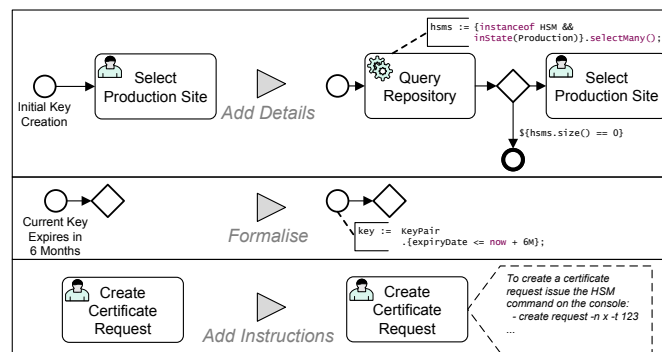 hsms := {instanceof HSM &&
inState(Production)}.selectMany();
Select
Production Site
Initial Key
Creation
Add Details
Query
Repository
Select
Production Site
${hsms.size() == 0}
Current Key
Expires in
6 Months
Formalise
key := KeyPair
.{expiryDate <= now + 6M};
Create
Certificate
Request
Add Instructions
Create
Certificate
Request
To create a certificate
request issue the HSM
command on the console:
- create request -n x -t 123
...